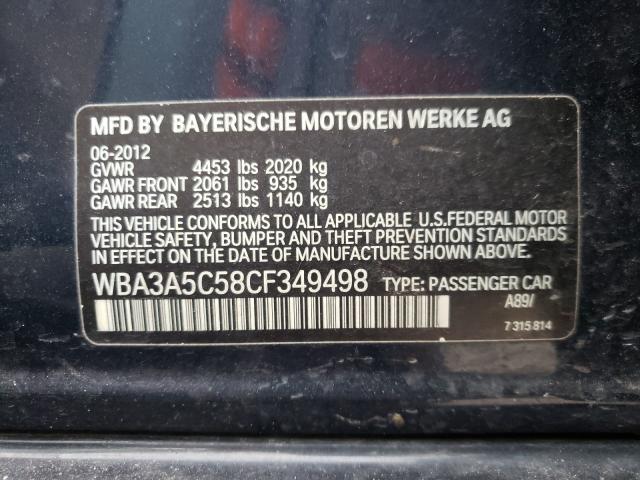 MFD BY BAYERISCHE MOTOREN WERKE AG
06-2012
GVWR 4453 lbs 2020 kg
GAWR FRONT 2061 lbs 935 kg
GAWR REAR 2513 lbs 1140 kg
THIS VEHICLE CONFORMS TO ALL APPLICABLE U.S.FEDERAL MOTOR
VEHICLE SAFETY, BUMPER AND THEFT PREVENTION
STANDARDS IN EFFECT ON THE DATE OF MANUFACTURE SHOWN ABOVE.
WBA3A5C58CF349498 TYPE: PASSENGER CAR
A89/
7 315 814